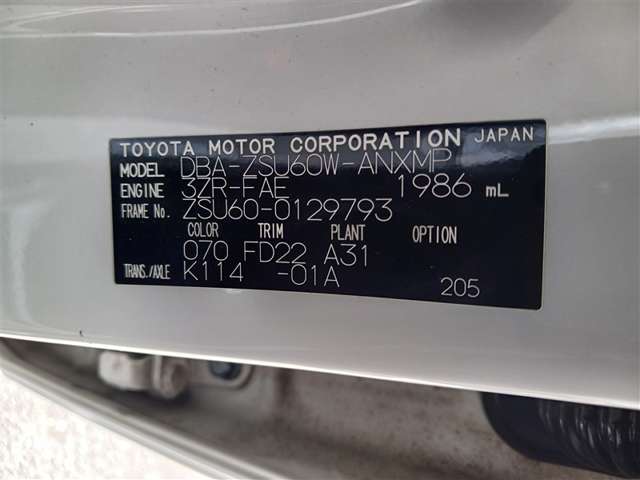 TOYOTA MOTOR CORPORATION JAPAN
MODEL DBA-ZSU60W-ANXMP
ENGINE 3ZR-FAE 1986 mL
FRAME No. ZSU60-0129793
COLOR TRIM PLANT OPTION
070 FD22 A31
TRANS./AXLE K114 -01A 205